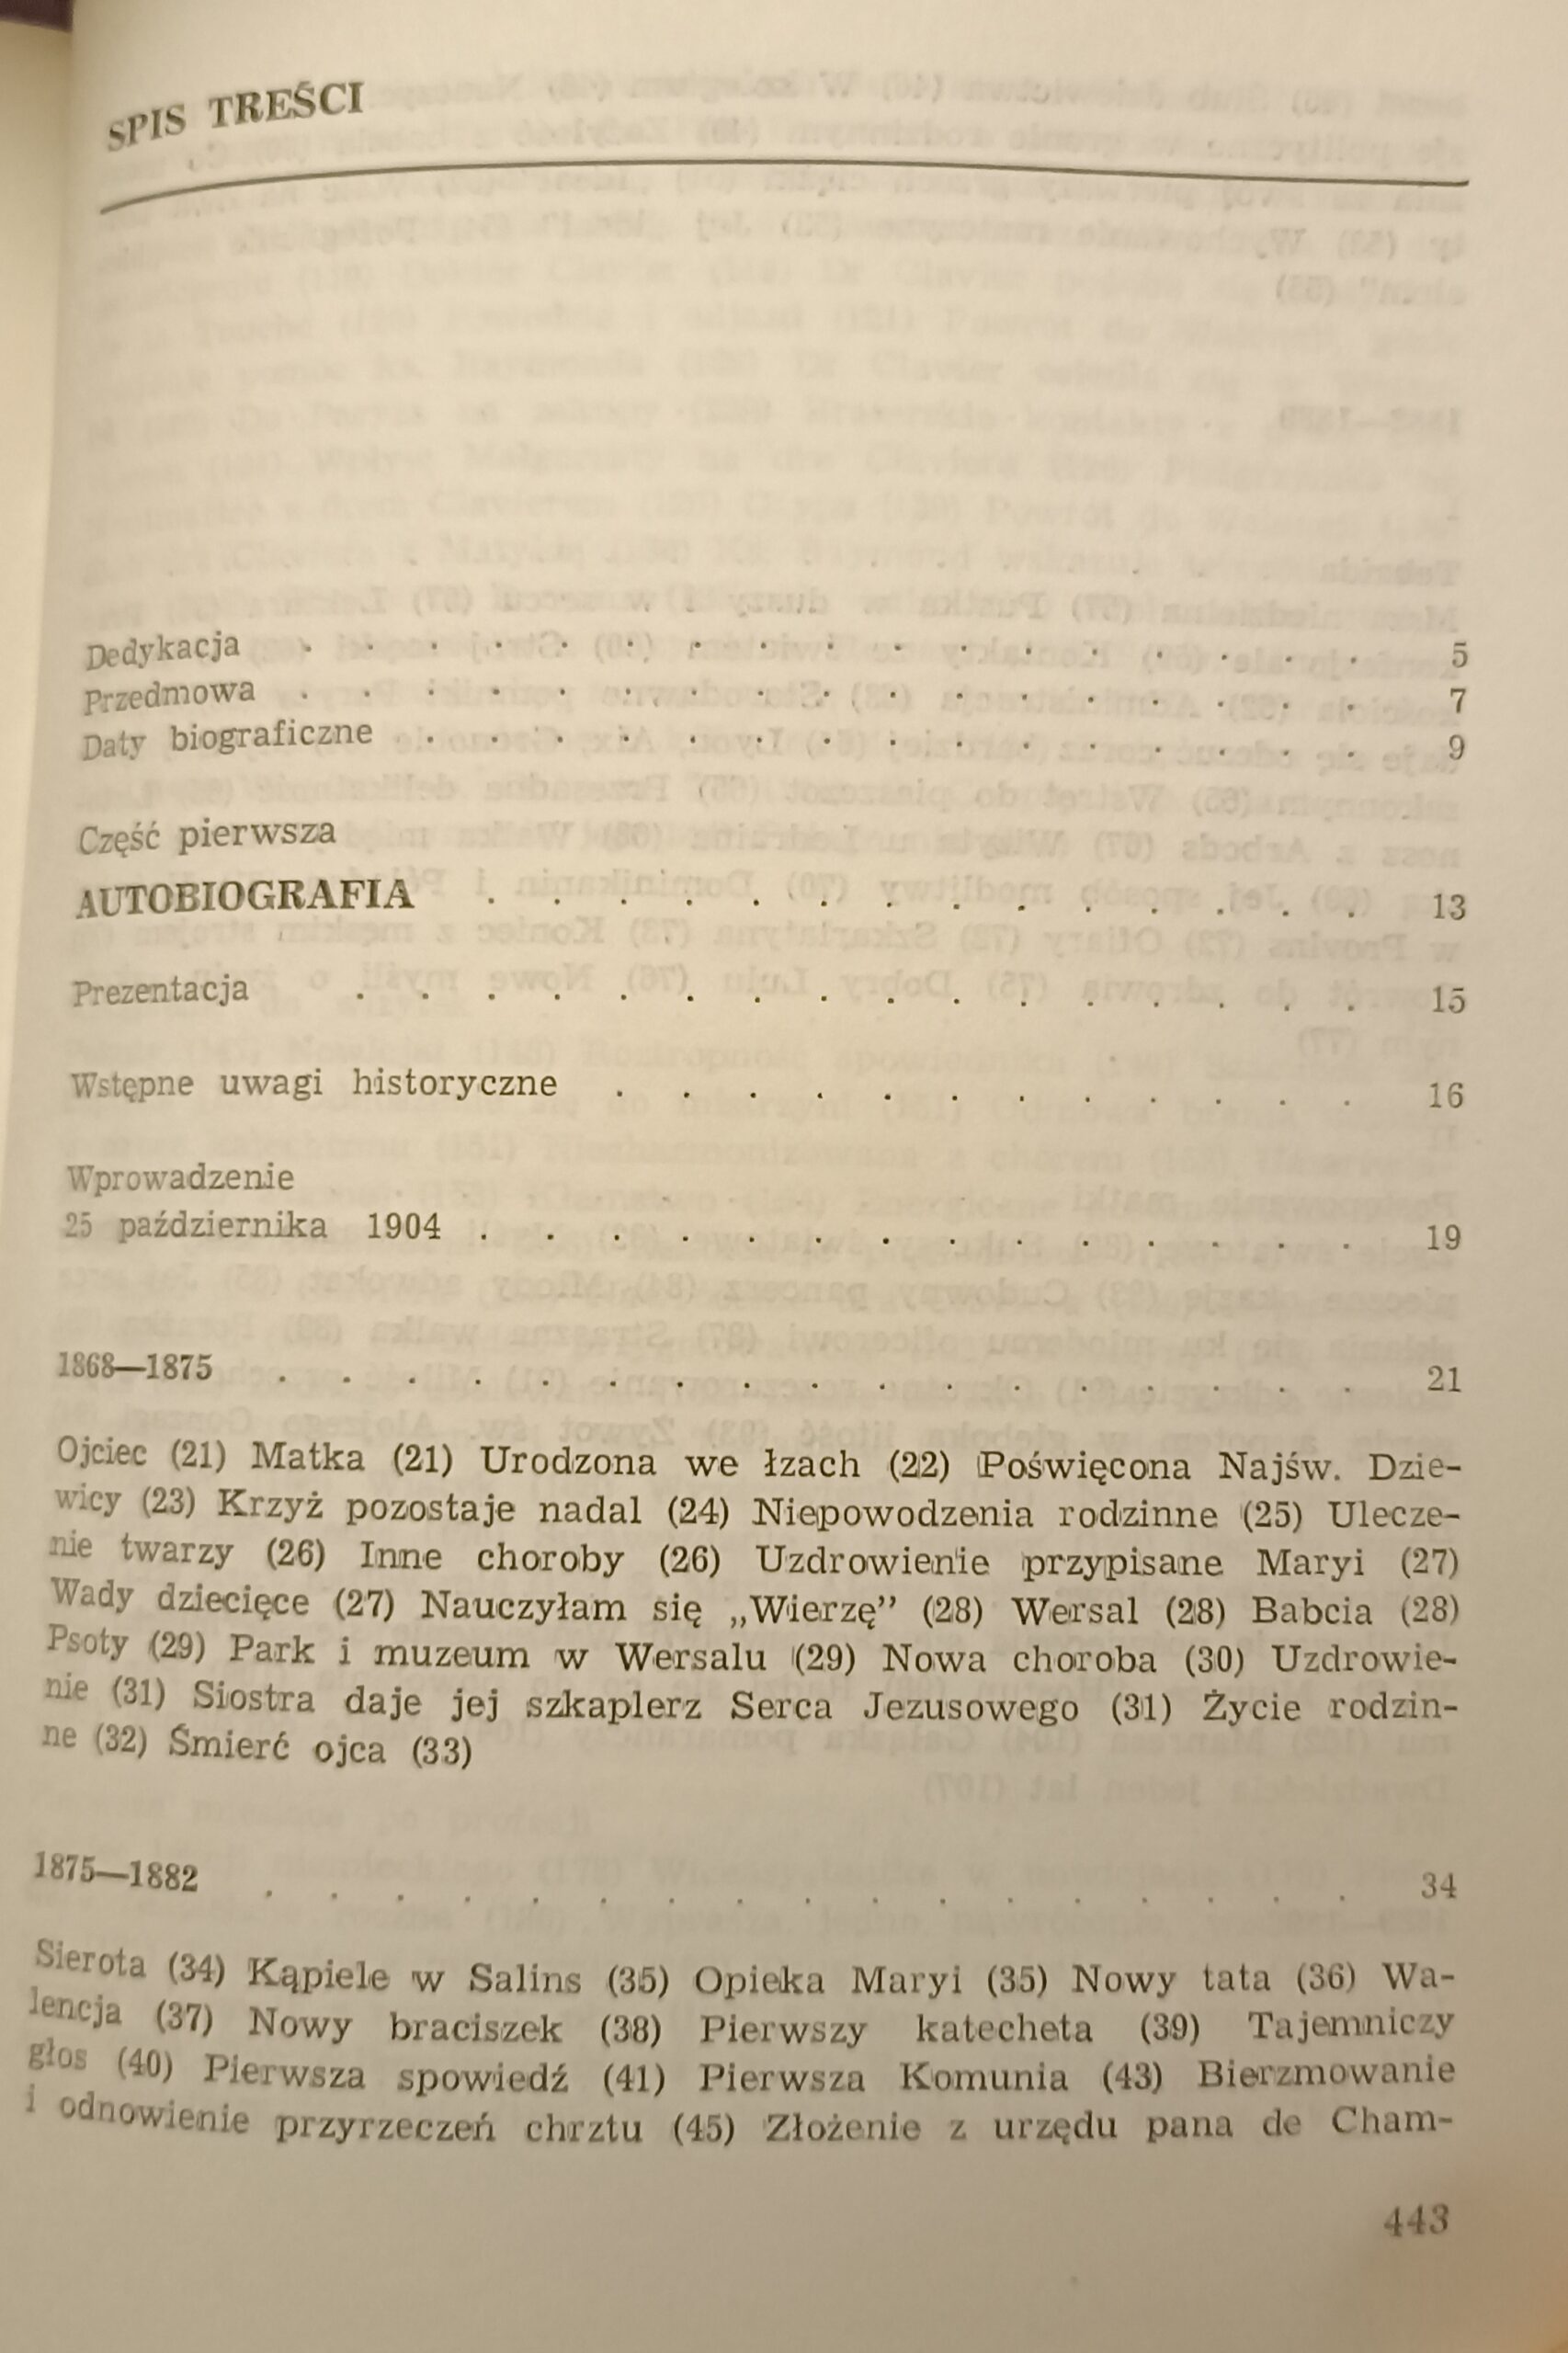 SPIS TREŚCI
Dedykacja . . . . . . . . . . . . . . . . . 5
Przedmowa . . . . . . . . . . . . . . . . . 7
Daty biograficzne . . . . . . . . . . . . . . . 9
Część pierwsza
AUTOBIOGRAFIA . . . . . . . . . . . . . . 13
Prezentacja . . . . . . . . . . . . . . . . 15
Wstępne uwagi historyczne . . . . . . . . . . . . 16
Wprowadzenie
25 października 1904 . . . . . . . . . . . . . . 19
1868—1875 . . . . . . . . . . . . . . . . . 21
Ojciec (21) Matka (21) Urodzona we łzach (22) Poświęcona Najśw. Dzie-
wicy (23) Krzyż pozostaje nadal (24) Niepowodzenia rodzinne (25) Ulecze-
nie twarzy (26) Inne choroby (26) Uzdrowienie przypisane Maryi (27)
Wady dziecięce (27) Nauczyłam się „Wierzę” (28) Wersal (28) Babcia (28)
Psoty (29) Park i muzeum w Wersalu (29) Nowa choroba (30) Uzdrowie-
nie (31) Siostra daje jej szkaplerz Serca Jezusowego (31) Życie rodzin-
ne (32) Śmierć ojca (33)
1875—1882 . . . . . . . . . . . . . . . . . 34
Sierota (34) Kąpiele w Salins (35) Opieka Maryi (35) Nowy tata (36) Wa-
lencja (37) Nowy braciszek (38) Pierwszy katecheta (39) Tajemniczy
głos (40) Pierwsza spowiedź (41) Pierwsza Komunia (43) Bierzmowanie
i odnowienie przyrzeczeń chrztu (45) Złożenie z urzędu pana de Cham-
443